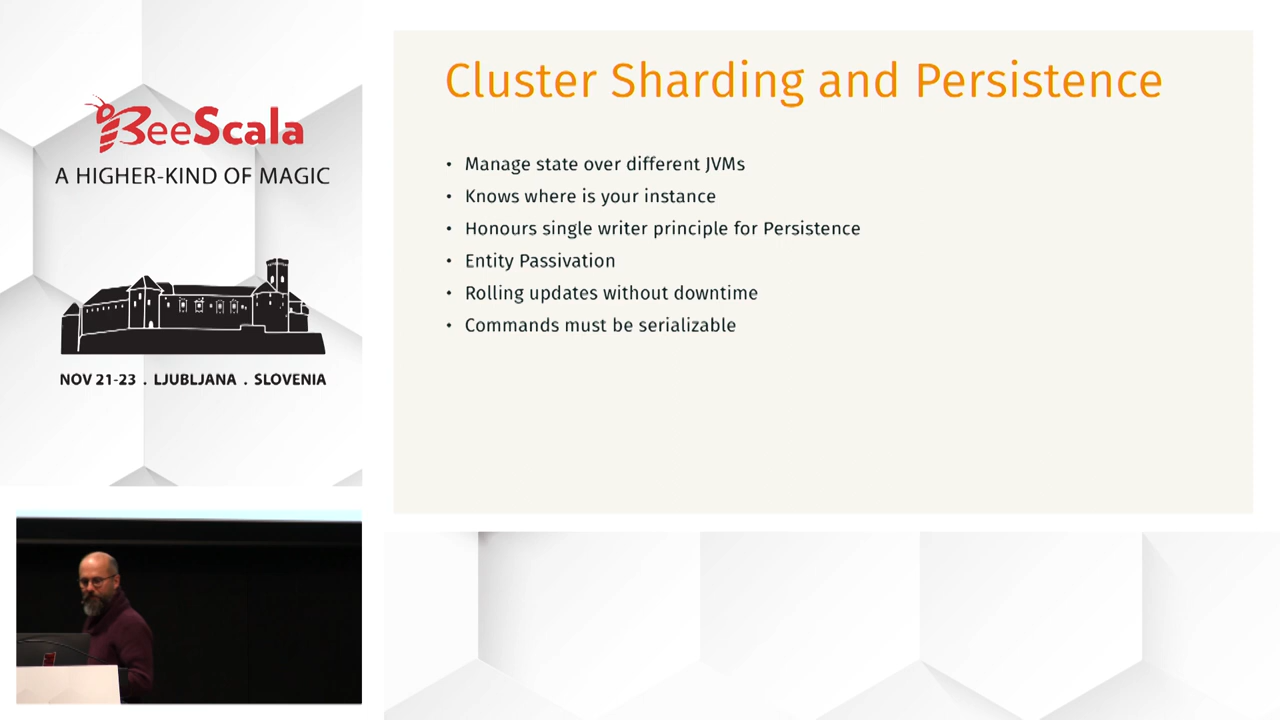 BeeScala
A HIGHER-KIND OF MAGIC
NOV 21-23 . LJUBLJANA . SLOVENIA
Cluster Sharding and Persistence
• Manage state over different JVMs
• Knows where is your instance
• Honours single writer principle for Persistence
• Entity Passivation
• Rolling updates without downtime
• Commands must be serializable